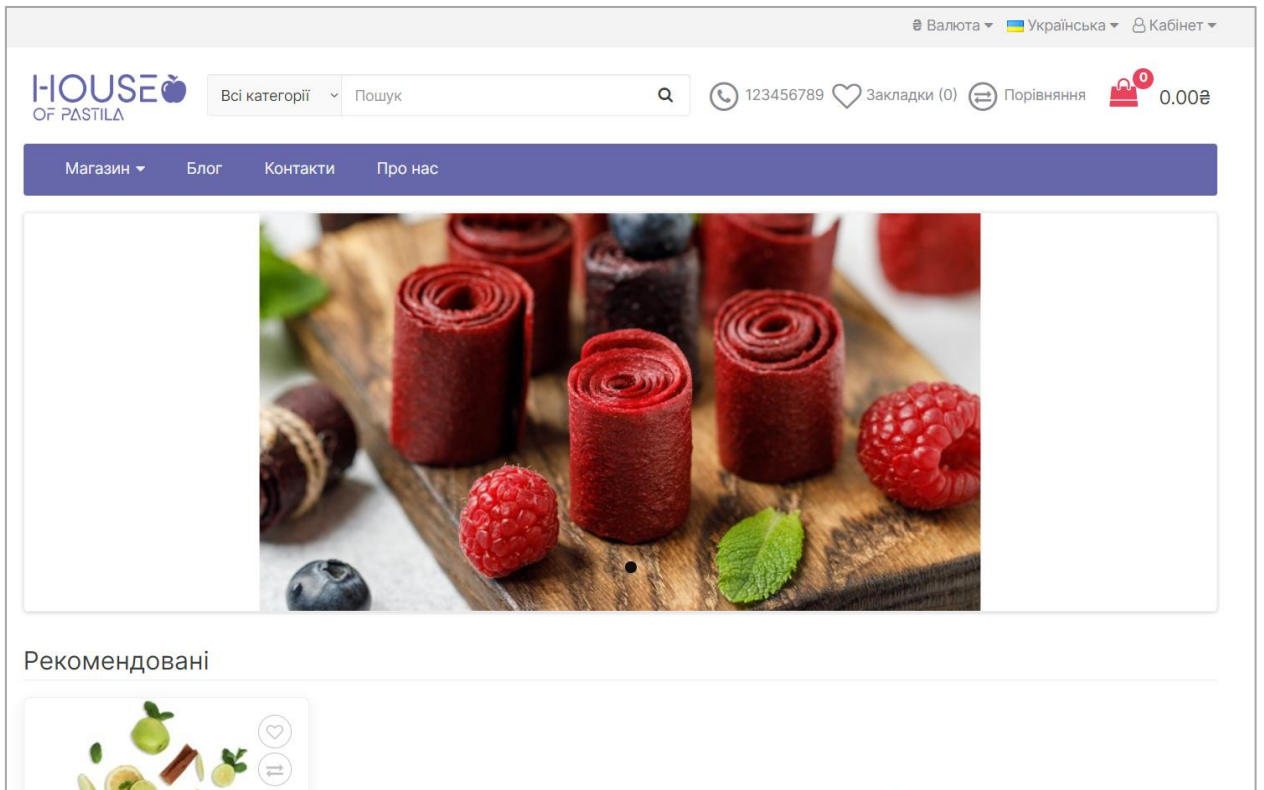 ₴ Валюта Українська Кабінет
HOUSE
OF PASTILA
Всі категорії Пошук 123456789 Закладки (0) Порівняння 0 0.00₴
Магазин Блог Контакти Про нас
Рекомендовані